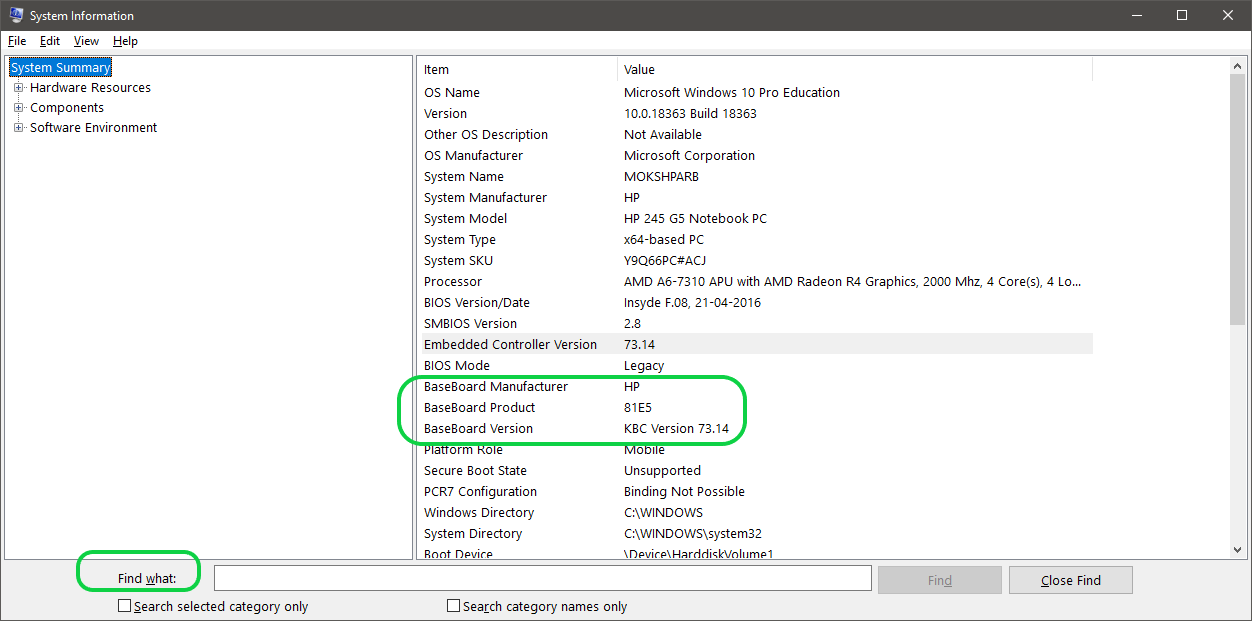 System Information
File Edit View Help
System Summary
Hardware Resources
Components
Software Environment
Item Value
OS Name Microsoft Windows 10 Pro Education
Version 10.0.18363 Build 18363
Other OS Description Not Available
OS Manufacturer Microsoft Corporation
System Name MOKSHPARB
System Manufacturer HP
System Model HP 245 G5 Notebook PC
System Type x64-based PC
System SKU Y9Q66PC#ACJ
Processor AMD A6-7310 APU with AMD Radeon R4 Graphics, 2000 Mhz, 4 Core(s), 4 Lo...
BIOS Version/Date Insyde F.08, 21-04-2016
SMBIOS Version 2.8
Embedded Controller Version 73.14
BIOS Mode Legacy
BaseBoard Manufacturer HP
BaseBoard Product 81E5
BaseBoard Version KBC Version 73.14
Platform Role Mobile
Secure Boot State Unsupported
PCR7 Configuration Binding Not Possible
Windows Directory C:\WINDOWS
System Directory C:\WINDOWS\system32
Boot Device \Device\HarddiskVolume1
Find what: Find Close Find
Search selected category only Search category names only